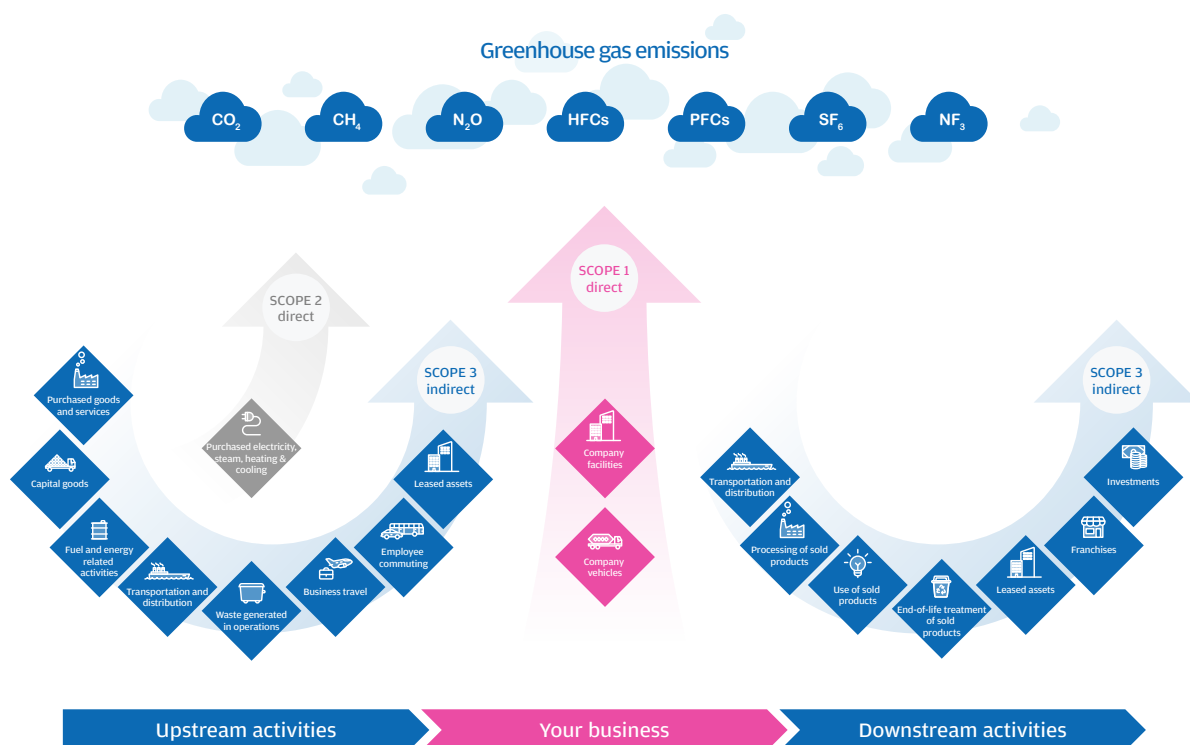 Greenhouse gas emissions
CO₂
CH₄
N₂O
HFCs
PFCs
SF₆
NF₃
SCOPE 2
direct
Purchased electricity,
steam, heating &
cooling
SCOPE 3
indirect
Purchased goods
and services
Capital goods
Fuel and energy
related
activities
Transportation and
distribution
Waste generated
in operations
Business travel
Employee
commuting
Leased assets
SCOPE 1
direct
Company
facilities
Company
vehicles
SCOPE 3
indirect
Transportation and
distribution
Processing of sold
products
Use of sold
products
End-of-life treatment
of sold
products
Leased assets
Franchises
Investments
Upstream activities
Your business
Downstream activities